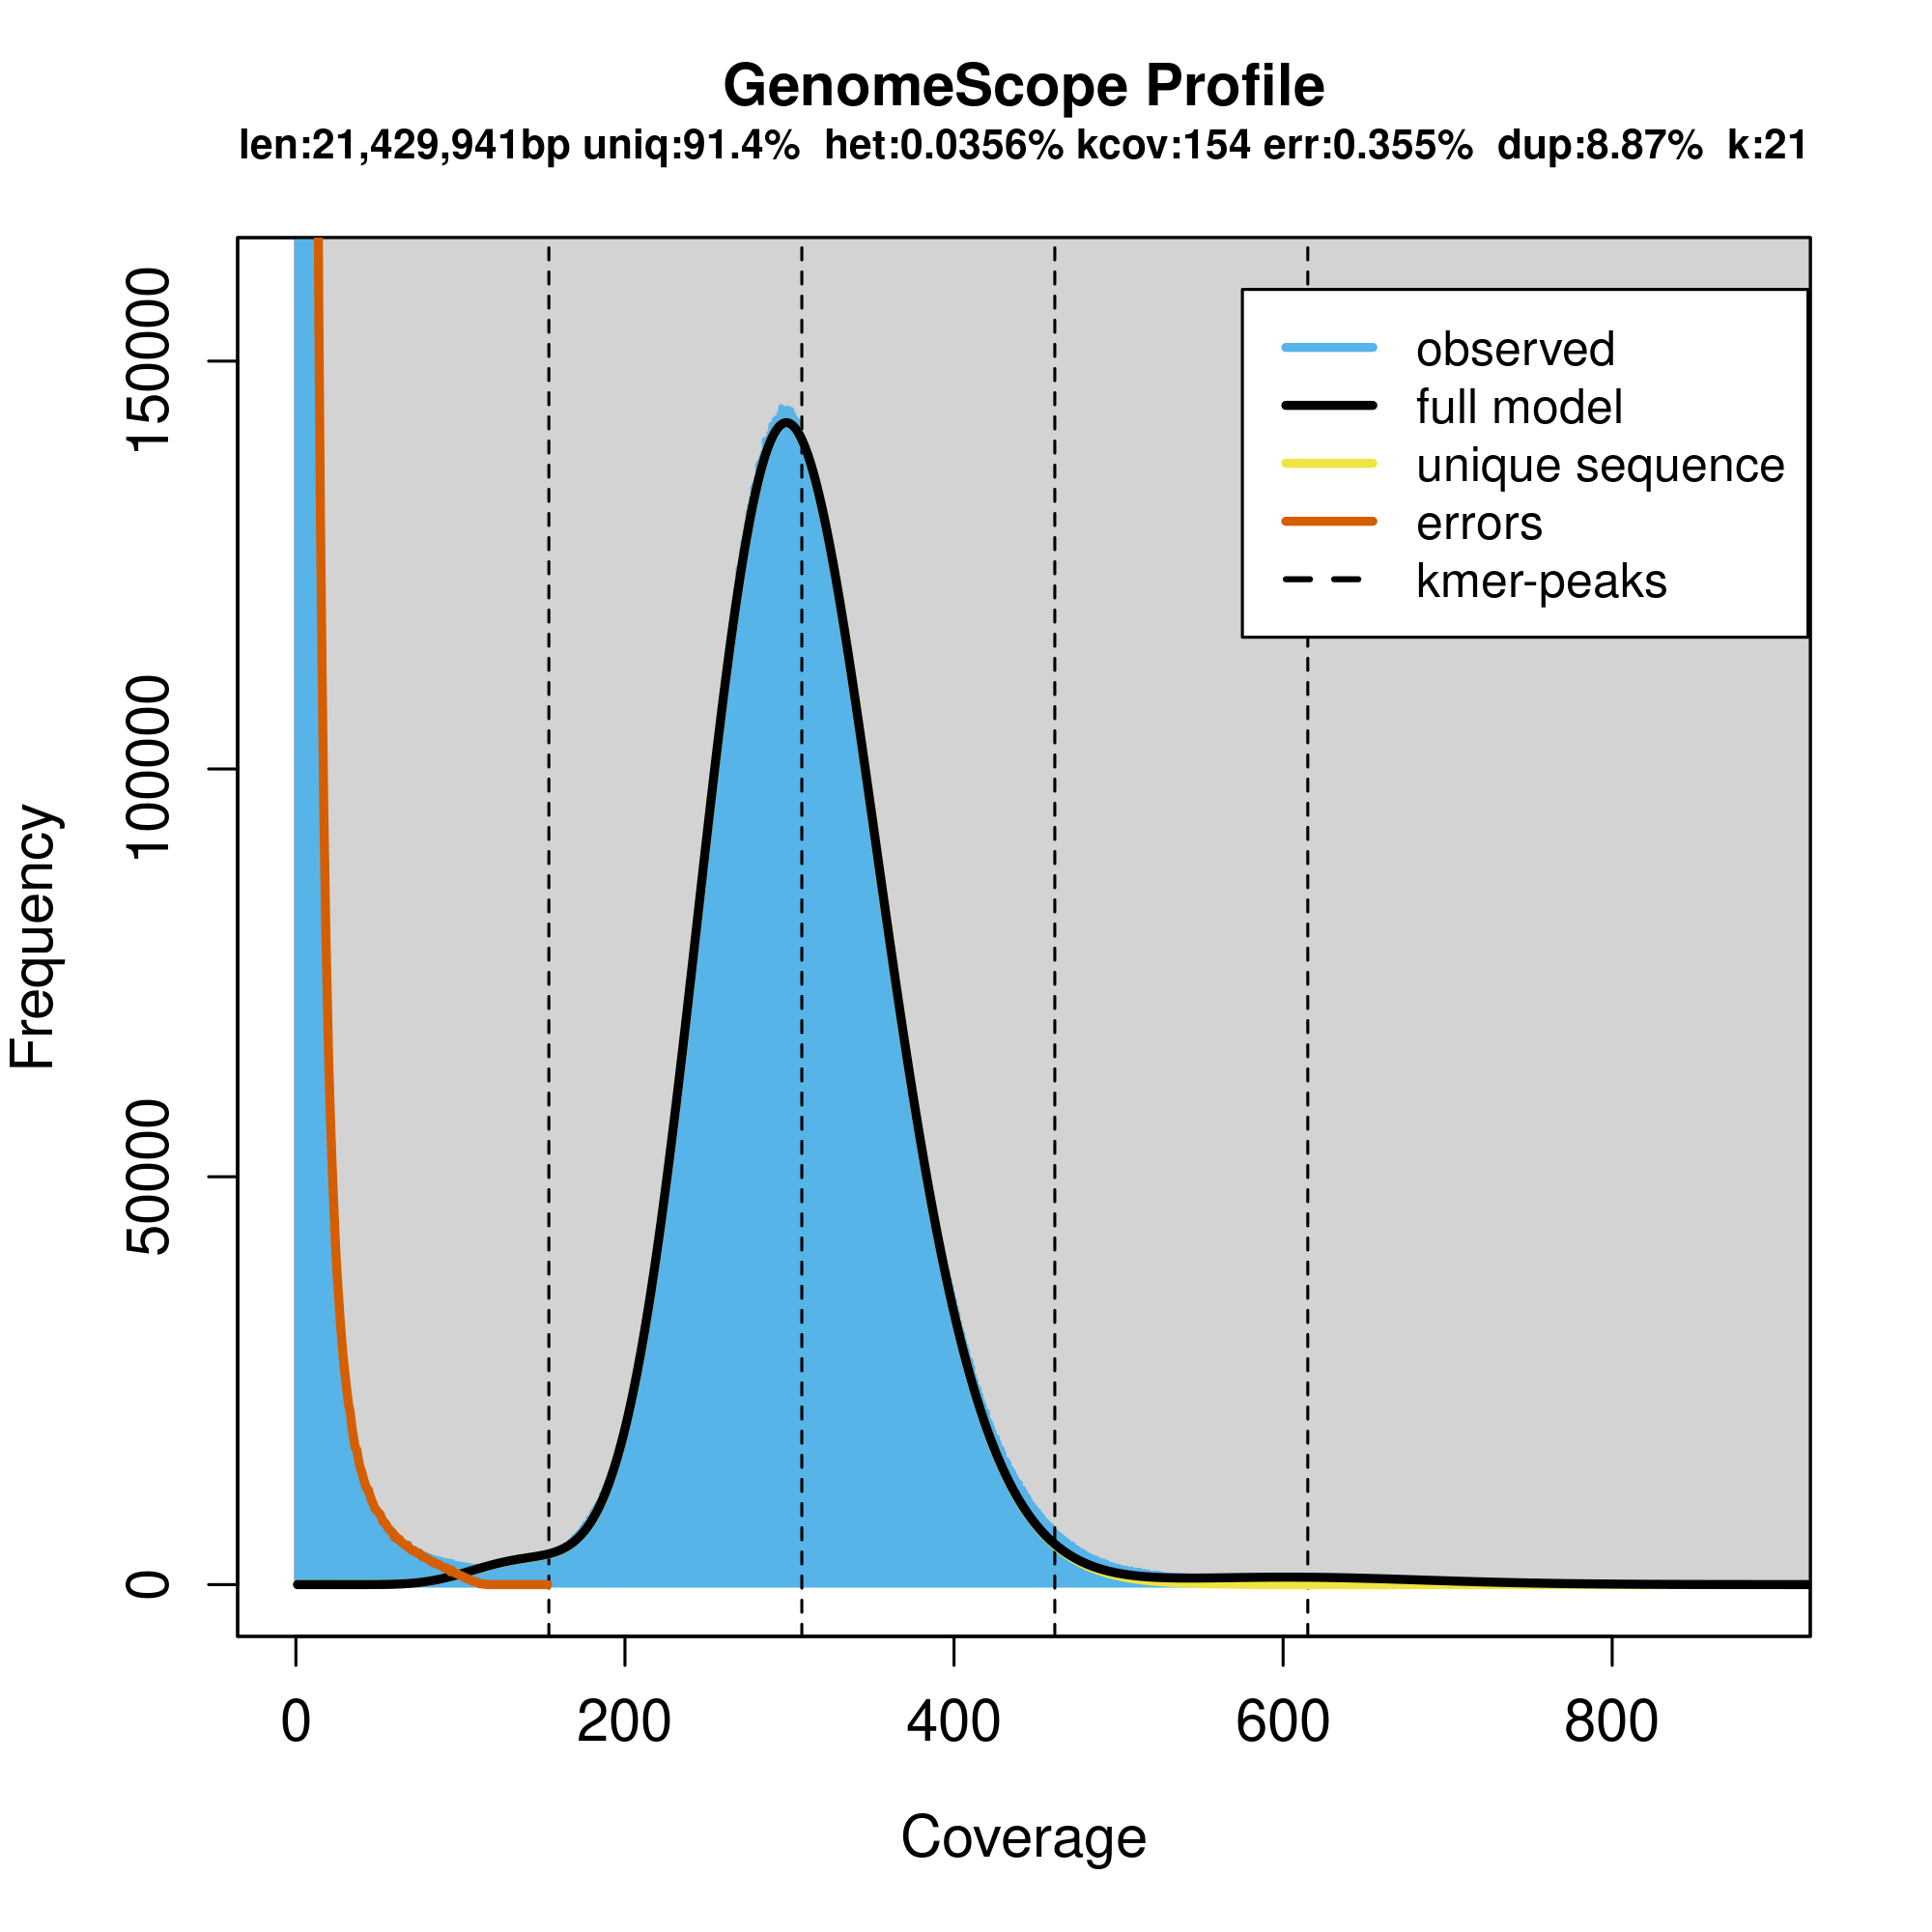 GenomeScope Profile
len:21,429,941bp uniq:91.4% het:0.0356% kcov:154 err:0.355% dup:8.87% k:21
observed
full model
unique sequence
errors
kmer-peaks
Frequency
150000
100000
50000
0
0 200 400 600 800
Coverage